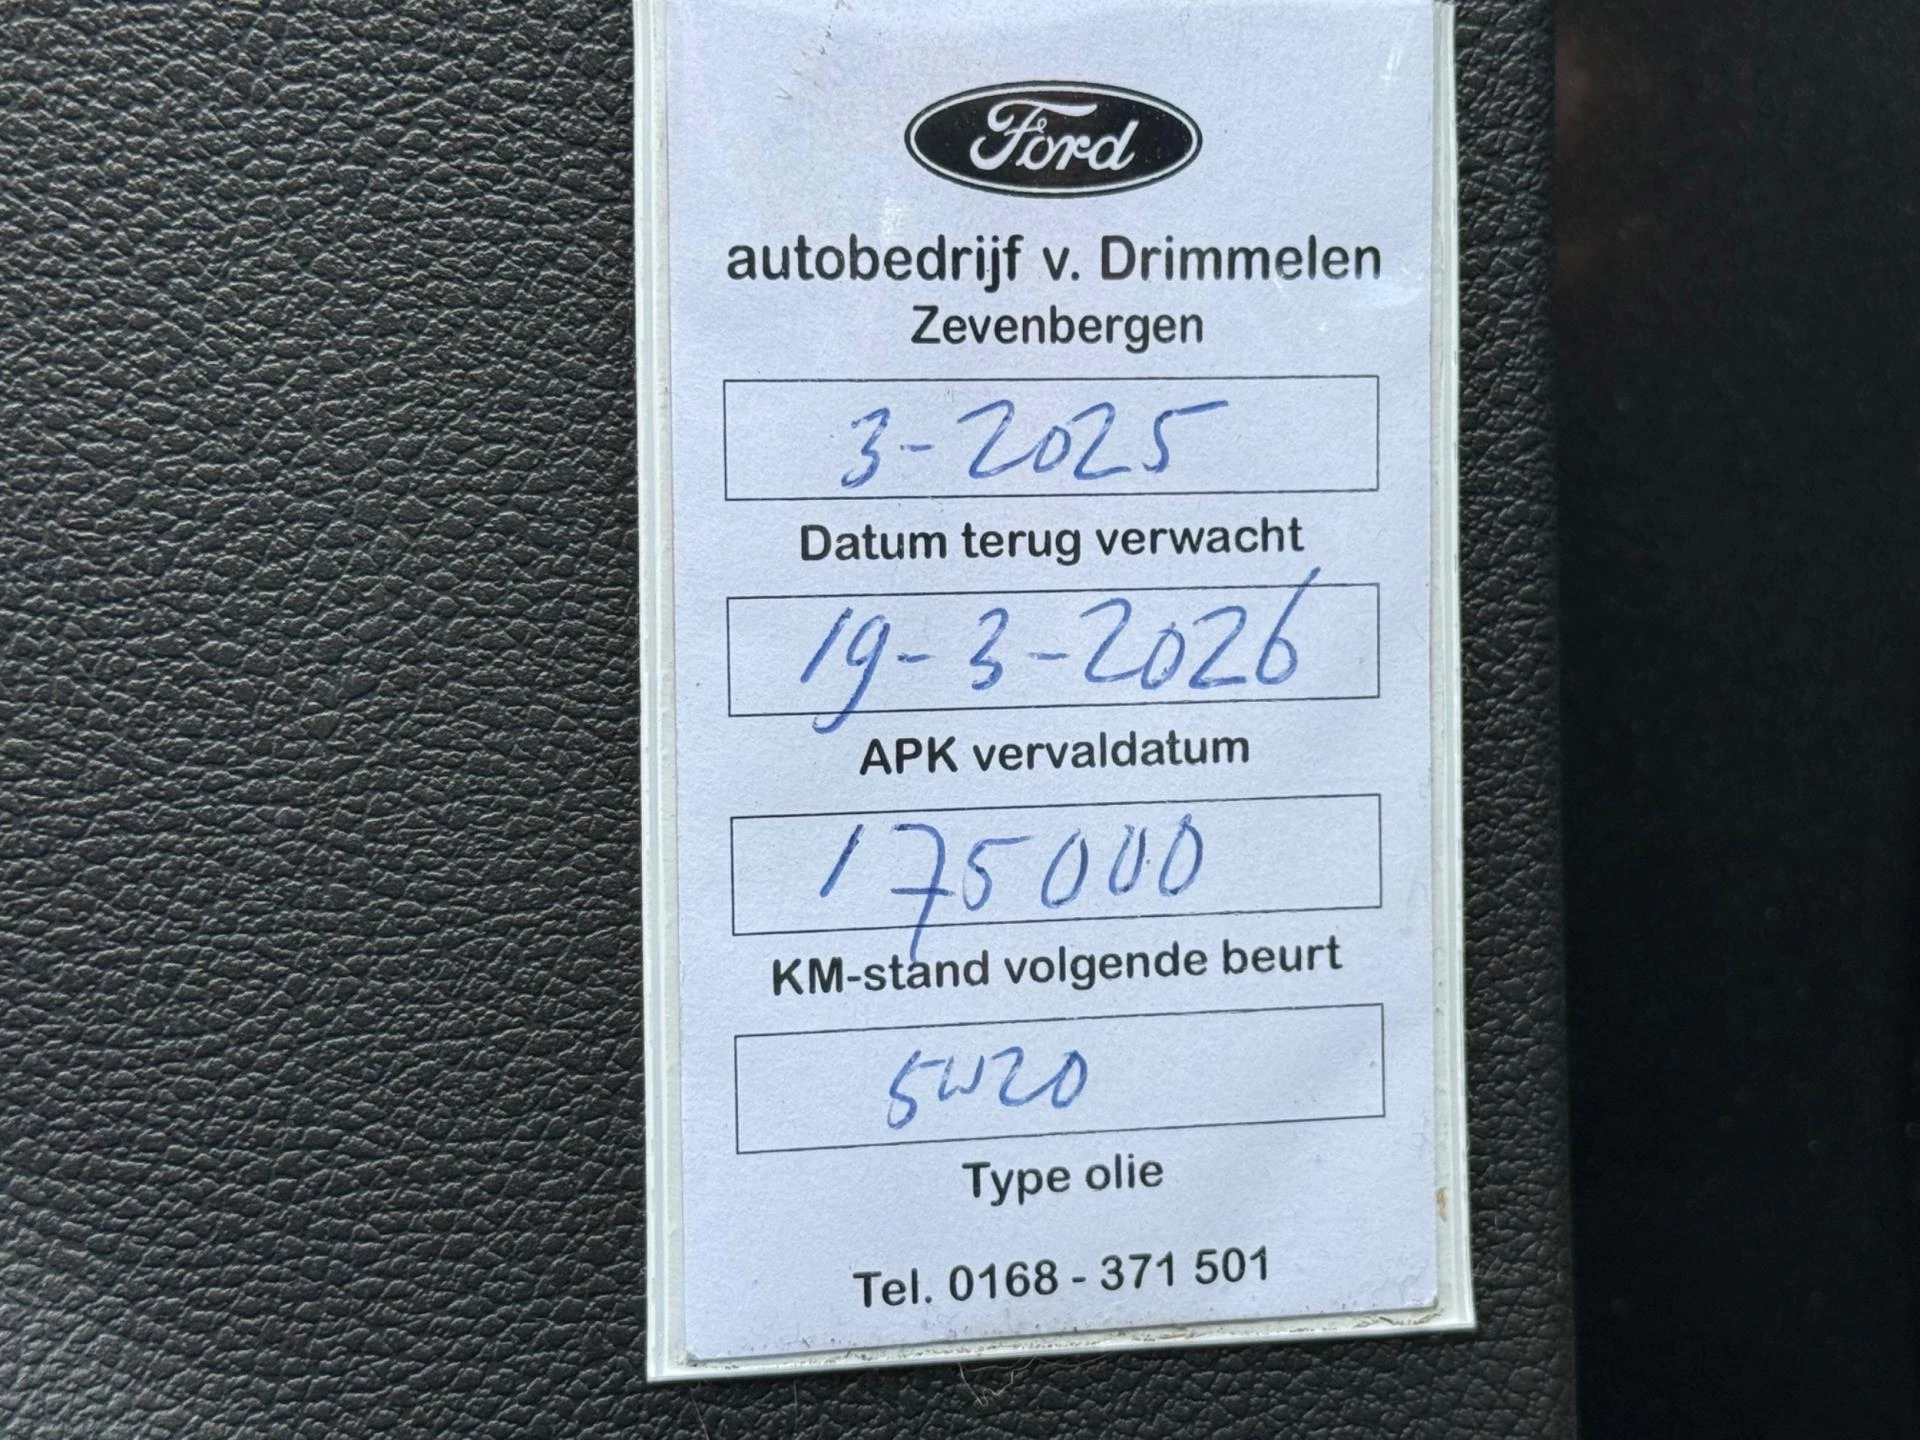 Ford
autobedrijf v. Drimmelen
Zevenbergen
3-2025
Datum terug verwacht
19-3-2026
APK vervaldatum
175000
KM-stand volgende beurt
5W20
Type olie
Tel. 0168 - 371 501